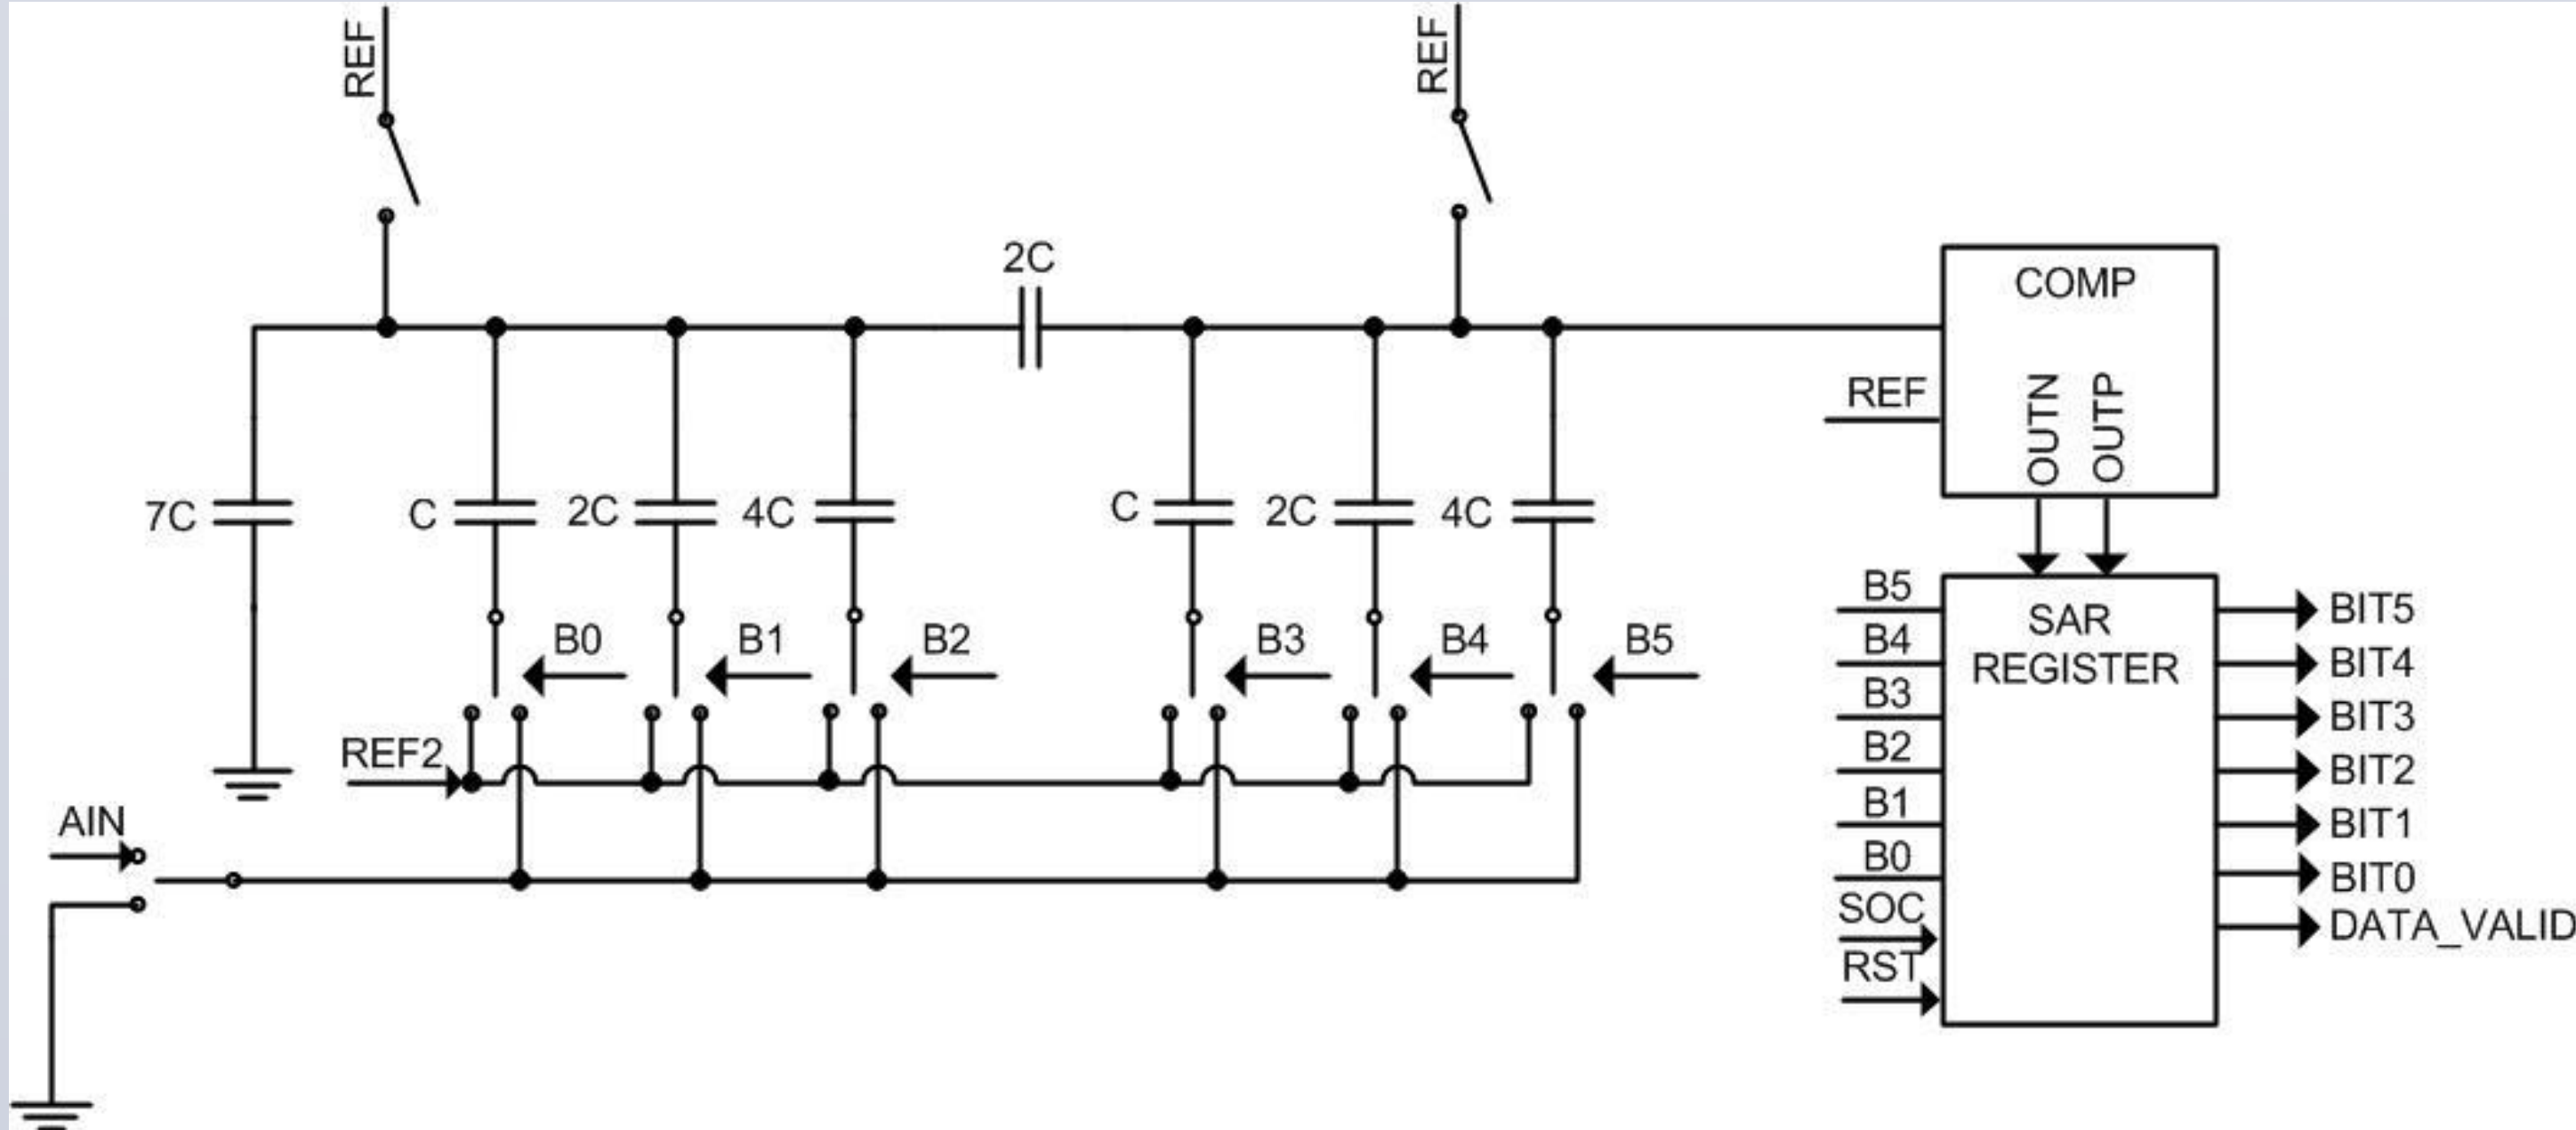 REF
REF
2C
COMP
OUTN
OUTP
REF
7C
C
2C
4C
C
2C
4C
B0
B1
B2
B3
B4
B5
REF2
AIN
SAR
REGISTER
B5
B4
B3
B2
B1
B0
SOC
RST
BIT5
BIT4
BIT3
BIT2
BIT1
BIT0
DATA_VALID